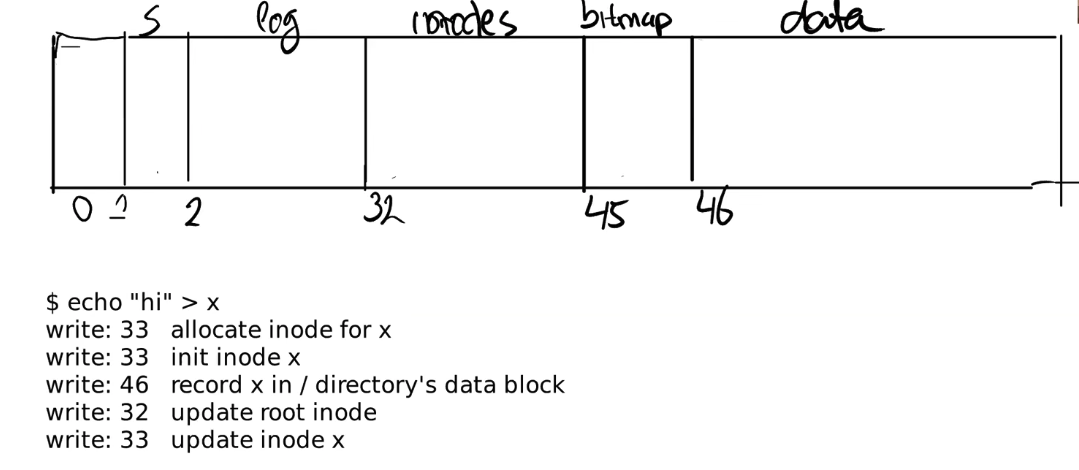 s log inodes bitmap data
0 1 2 32 45 46
$ echo "hi" > x
write: 33 allocate inode for x
write: 33 init inode x
write: 46 record x in / directory's data block
write: 32 update root inode
write: 33 update inode x